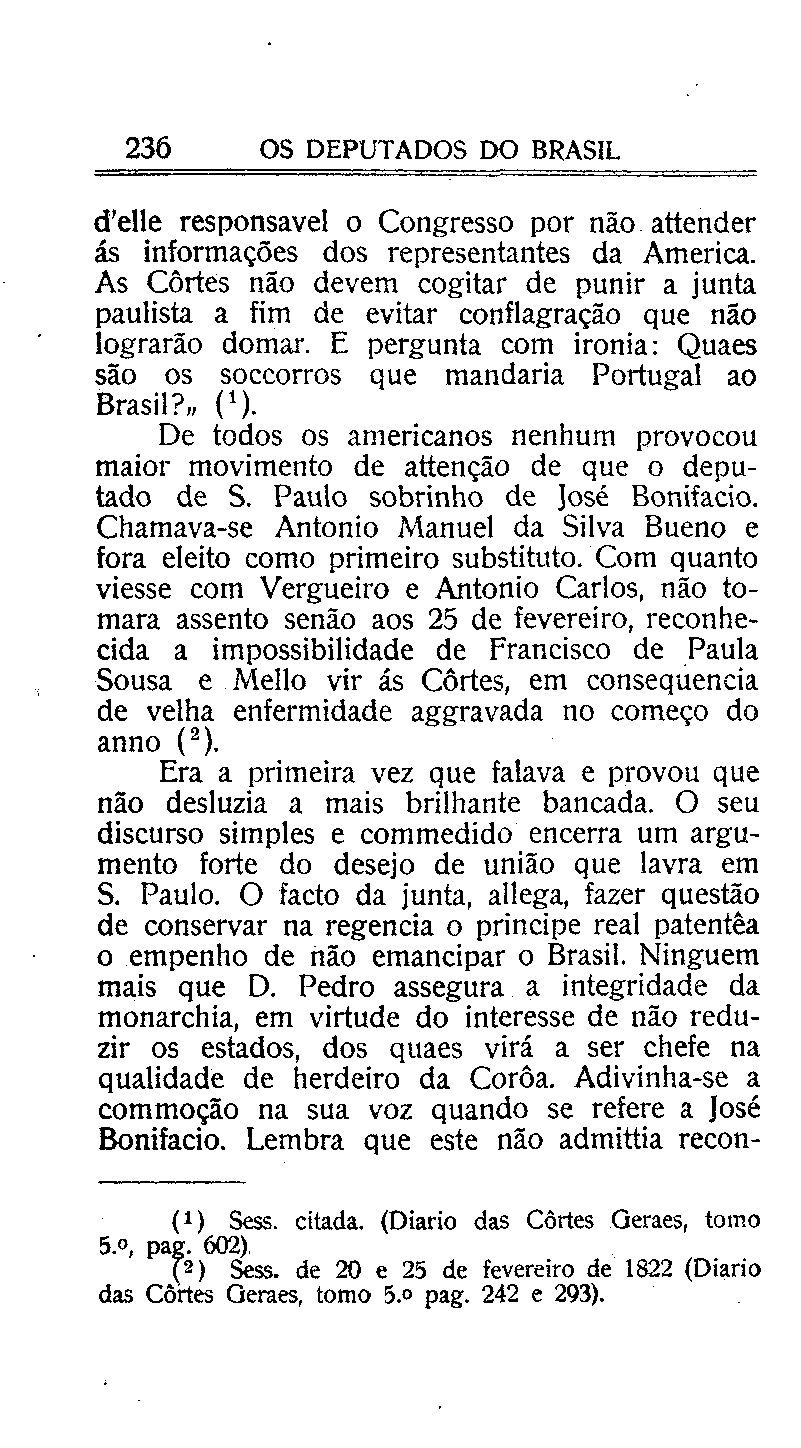 236 OS DEPUTADOS DO BRASIL
d'elle responsavel o Congresso por não attender
ás informações dos representantes da America.
As Côrtes não devem cogitar de punir a junta
paulista a fim de evitar conflagração que não
lograrão domar. E pergunta com ironia: Quaes
são os soccorros que mandaria Portugal ao
Brasil?„ (¹).
De todos os americanos nenhum provocou
maior movimento de attenção de que o depu-
tado de S. Paulo sobrinho de José Bonifacio.
Chamava-se Antonio Manuel da Silva Bueno e
fora eleito como primeiro substituto. Com quanto
viesse com Vergueiro e Antonio Carlos, não to-
mara assento senão aos 25 de fevereiro, reconhe-
cida a impossibilidade de Francisco de Paula
Sousa e Mello vir ás Côrtes, em consequencia
de velha enfermidade aggravada no começo do
anno (²).
Era a primeira vez que falava e provou que
não desluzia a mais brilhante bancada. O seu
discurso simples e commedido encerra um argu-
mento forte do desejo de união que lavra em
S. Paulo. O facto da junta, allega, fazer questão
de conservar na regencia o principe real patentêa
o empenho de não emancipar o Brasil. Ninguem
mais que D. Pedro assegura a integridade da
monarchia, em virtude do interesse de não redu-
zir os estados, dos quaes virá a ser chefe na
qualidade de herdeiro da Corôa. Adivinha-se a
commoção na sua voz quando se refere a José
Bonifacio. Lembra que este não admittia recon-
(¹) Sess. citada. (Diario das Côrtes Geraes, tomo
5.º, pag. 602)
(²) Sess. de 20 e 25 de fevereiro de 1822 (Diario
das Côrtes Geraes, tomo 5.º pag. 242 e 293).